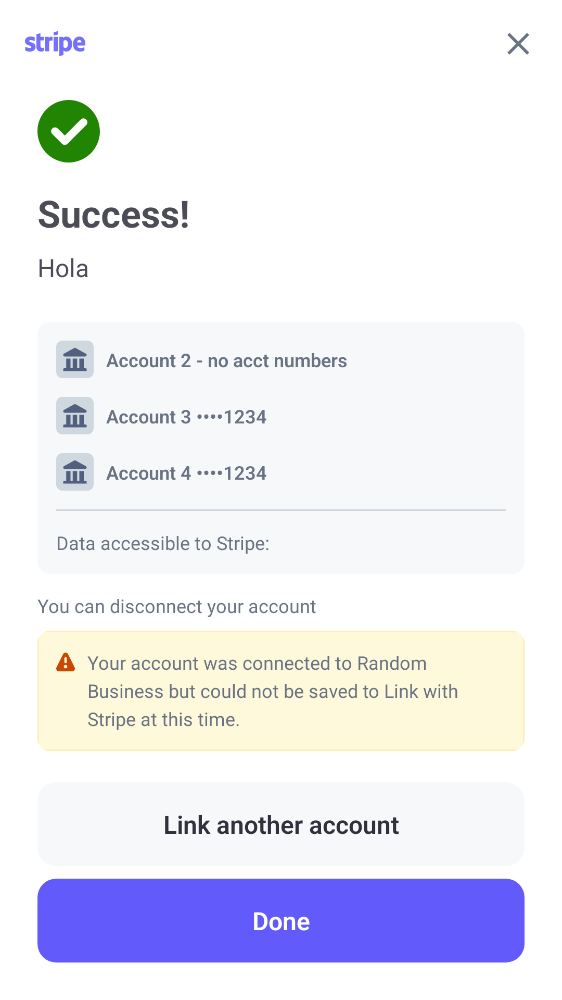 stripe
Success!
Hola
Account 2 - no acct numbers
Account 3 ••••1234
Account 4 ••••1234
Data accessible to Stripe:
You can disconnect your account
Your account was connected to Random
Business but could not be saved to Link with
Stripe at this time.
Link another account
Done